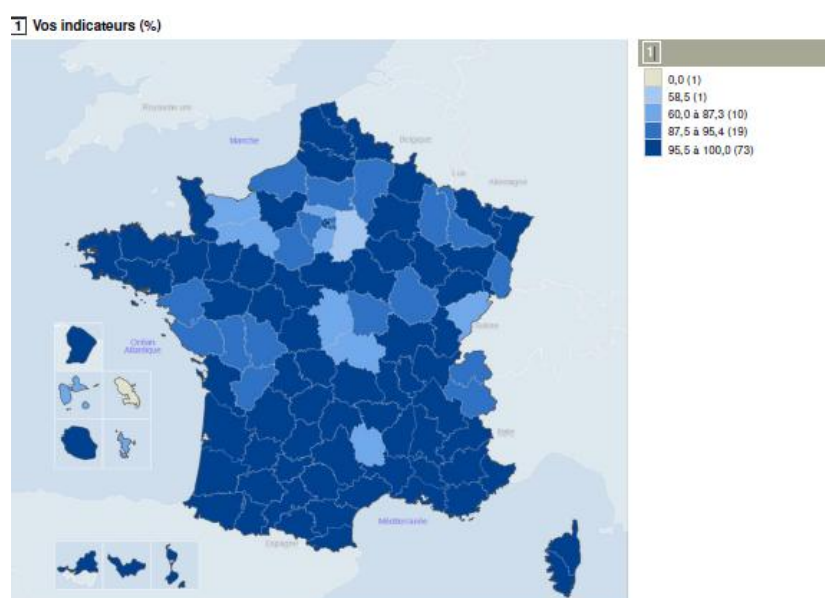 1 Vos indicateurs (%)
1
0,0 (1)
58,5 (1)
60,0 à 87,3 (10)
87,5 à 95,4 (19)
95,5 à 100,0 (73)
Royaume-uni
Manche
Belgique
Lux
Allemagne
Suisse
Océan
Atlantique
Italie
Méditerranée
Espagne